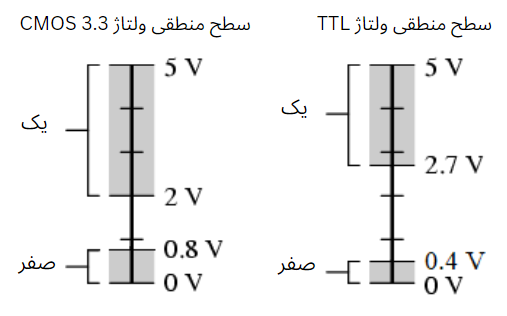 سطح منطقی ولتاژ TTL
5 V
یک
2.7 V
صفر
0.4 V
0 V
سطح منطقی ولتاژ CMOS 3.3
5 V
یک
2 V
0.8 V
صفر
0 V